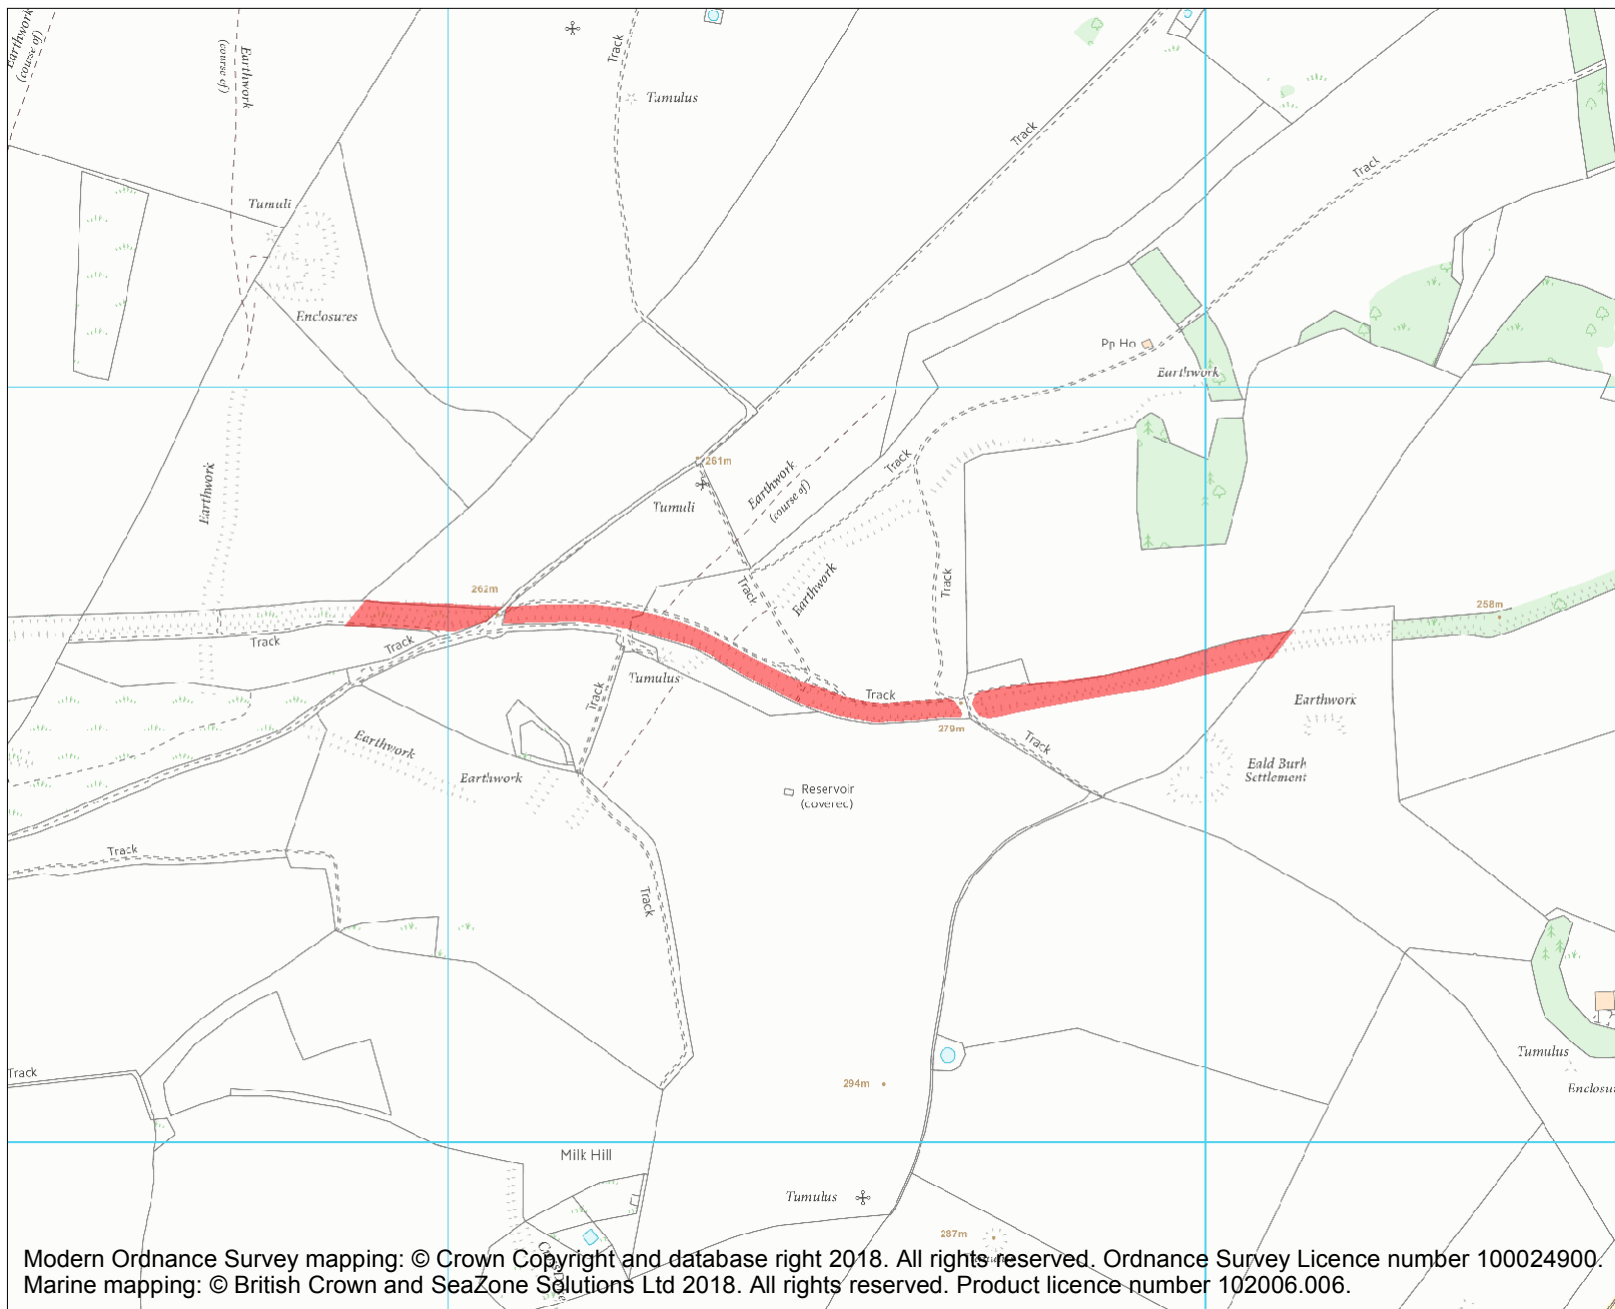 Earthwork
(course of)
Earthwork
(course of)
Track
Tumulus
Track
Track
Tumuli
Enclosures
Pp Ho
Earthwork
261m
Earthwork
(course of)
Track
Earthwork
Tumuli
Track
Track
Earthwork
262m
258m
Track
Track
Tumulus
Track
Track
279m
Earthwork
Track
Earthwork
Earthwork
Eald Burh
Settlement
Reservoir
(covered)
Track
Track
Tumulus
Track
294m
Milk Hill
Tumulus
287m
Modern Ordnance Survey mapping: © Crown Copyright and database right 2018. All rights reserved. Ordnance Survey Licence number 100024900.
Marine mapping: © British Crown and SeaZone Solutions Ltd 2018. All rights reserved. Product licence number 102006.006.